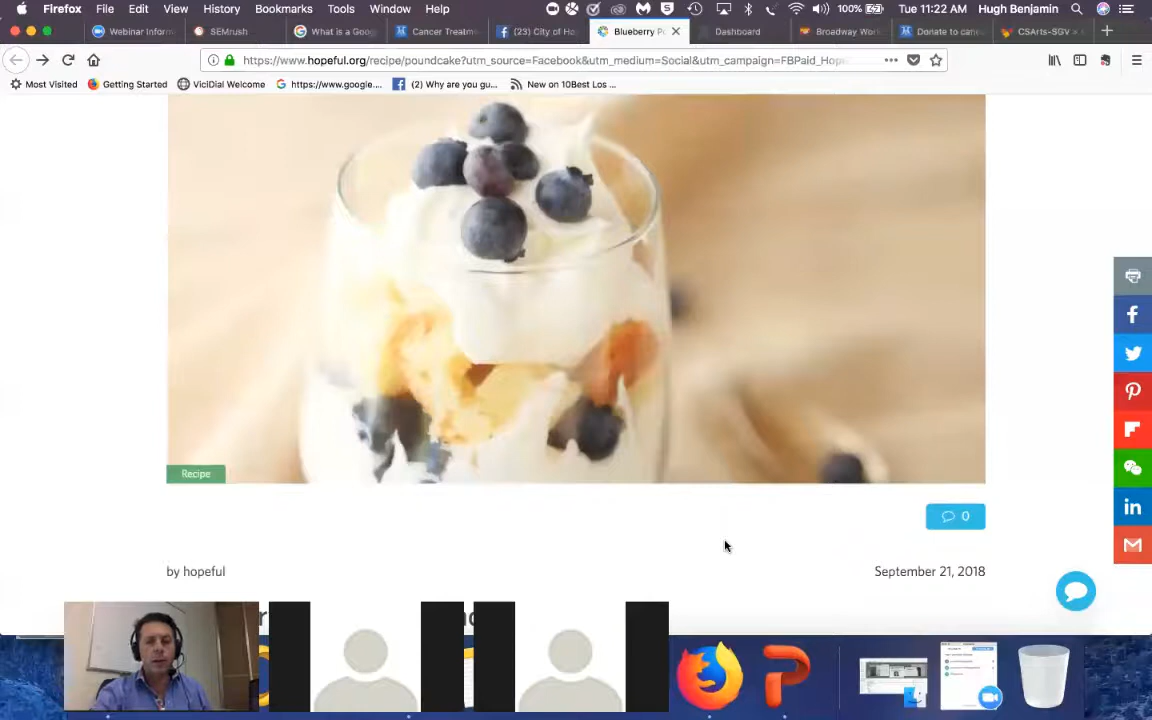 Firefox File Edit View History Bookmarks Tools Window Help 100% Tue 11:22 AM Hugh Benjamin
Webinar Inform SEMrush What is a Goog Cancer Treatm (23) City of Ho Blueberry Po Dashboard Broadway Work Donate to canc CSArts-SGV »
https://www.hopeful.org/recipe/poundcake?utm_source=Facebook&utm_medium=Social&utm_campaign=FBPaid_Hop
Most Visited Getting Started ViciDial Welcome https://www.google.... (2) Why are you gu... New on 10Best Los ...
Recipe
0
by hopeful September 21, 2018